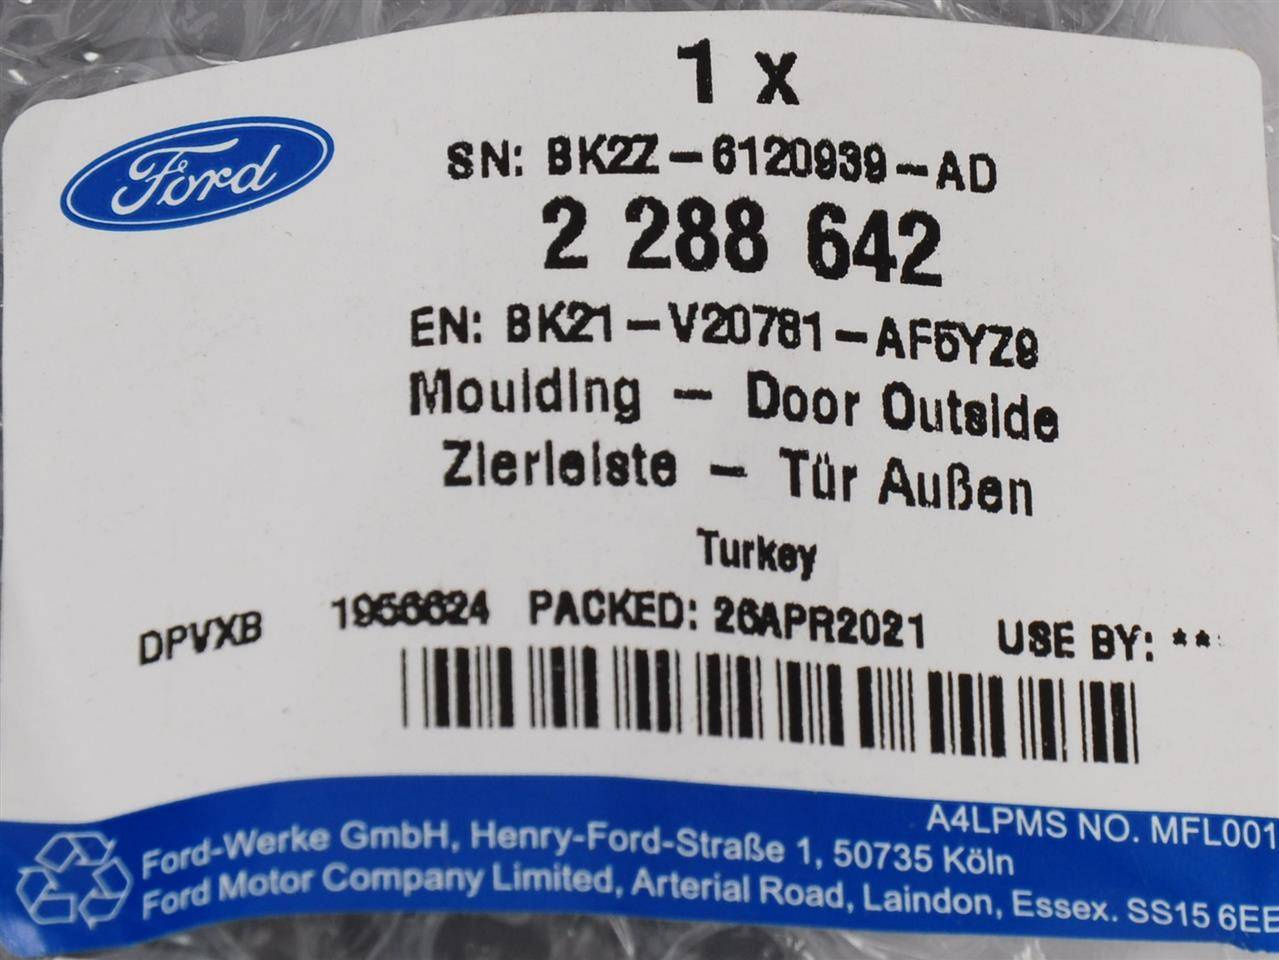 1 x
Ford
SN: BK2Z-6120939-AD
2 288 642
EN: BK21-V20781-AF5YZ9
Moulding - Door Outside
Zierleiste - Tür Außen
Turkey
DPVXB 1956624 PACKED: 26APR2021 USE BY: **
A4LPMS NO. MFL001
Ford-Werke GmbH, Henry-Ford-Straße 1, 50735 Köln
Ford Motor Company Limited, Arterial Road, Laindon, Essex. SS15 6EE